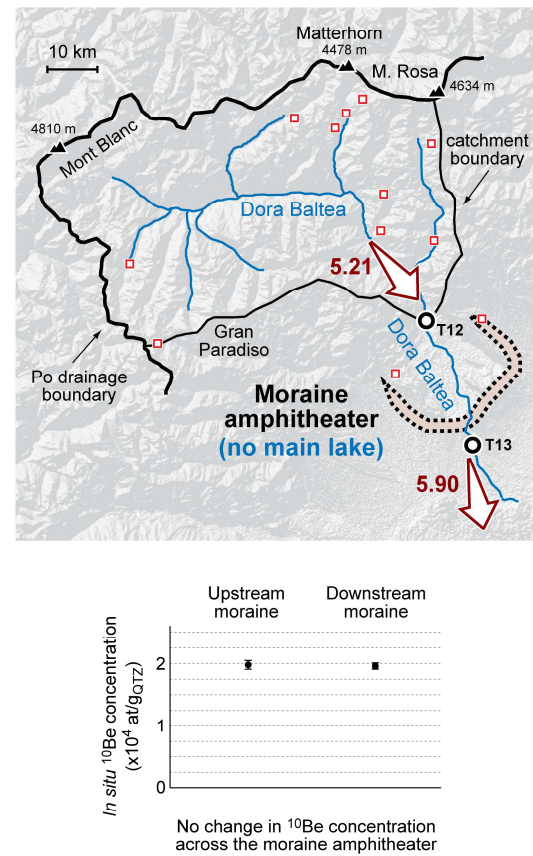 10 km
Matterhorn
4478 m
M. Rosa
4634 m
4810 m
Mont Blanc
catchment
boundary
Dora Baltea
5.21
T12
Gran
Paradiso
Dora Baltea
Po drainage
boundary
Moraine
amphitheater
(no main lake)
T13
5.90
Upstream
moraine
Downstream
moraine
In situ ¹⁰Be concentration
(x10⁴ at/g_QTZ)
2
1
0
No change in ¹⁰Be concentration
across the moraine amphitheater